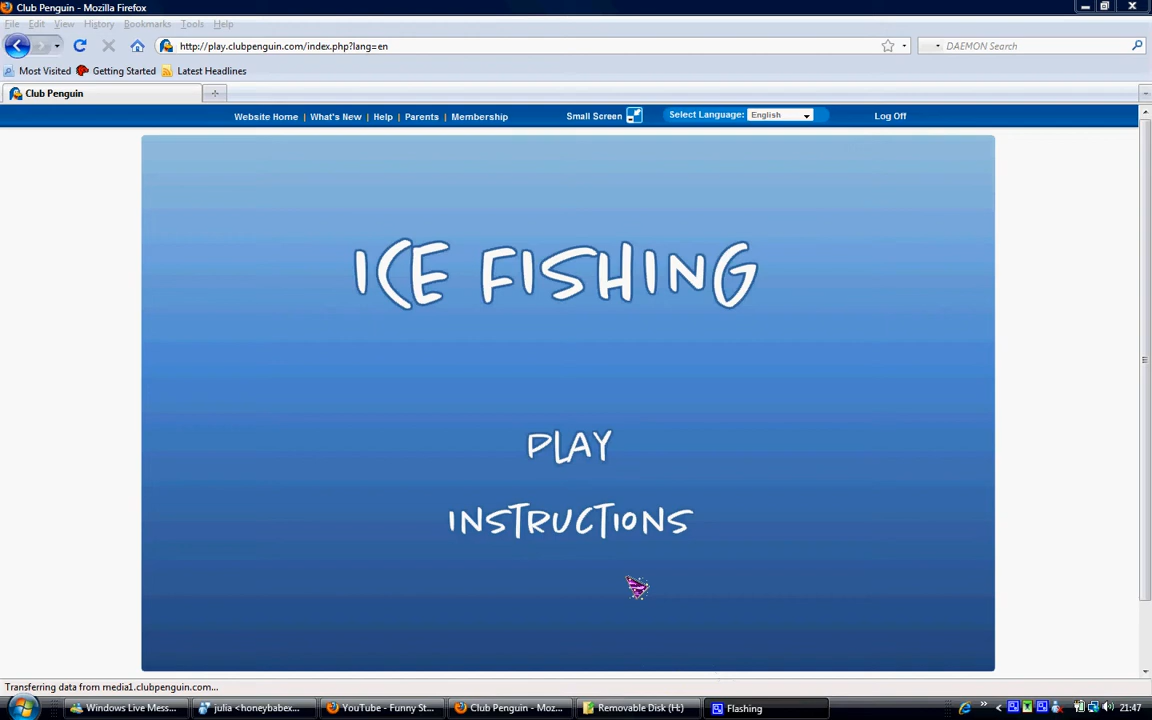 Club Penguin - Mozilla Firefox
File Edit View History Bookmarks Tools Help
http://play.clubpenguin.com/index.php?lang=en
DAEMON Search
Most Visited Getting Started Latest Headlines
Club Penguin
Website Home | What's New | Help | Parents | Membership Small Screen Select Language: English Log Off
ICE FISHING
PLAY
INSTRUCTIONS
Transferring data from media1.clubpenguin.com...
Windows Live Mess... julia <honeybabex... YouTube - Funny St... Club Penguin - Moz... Removable Disk (H:) Flashing 21:47